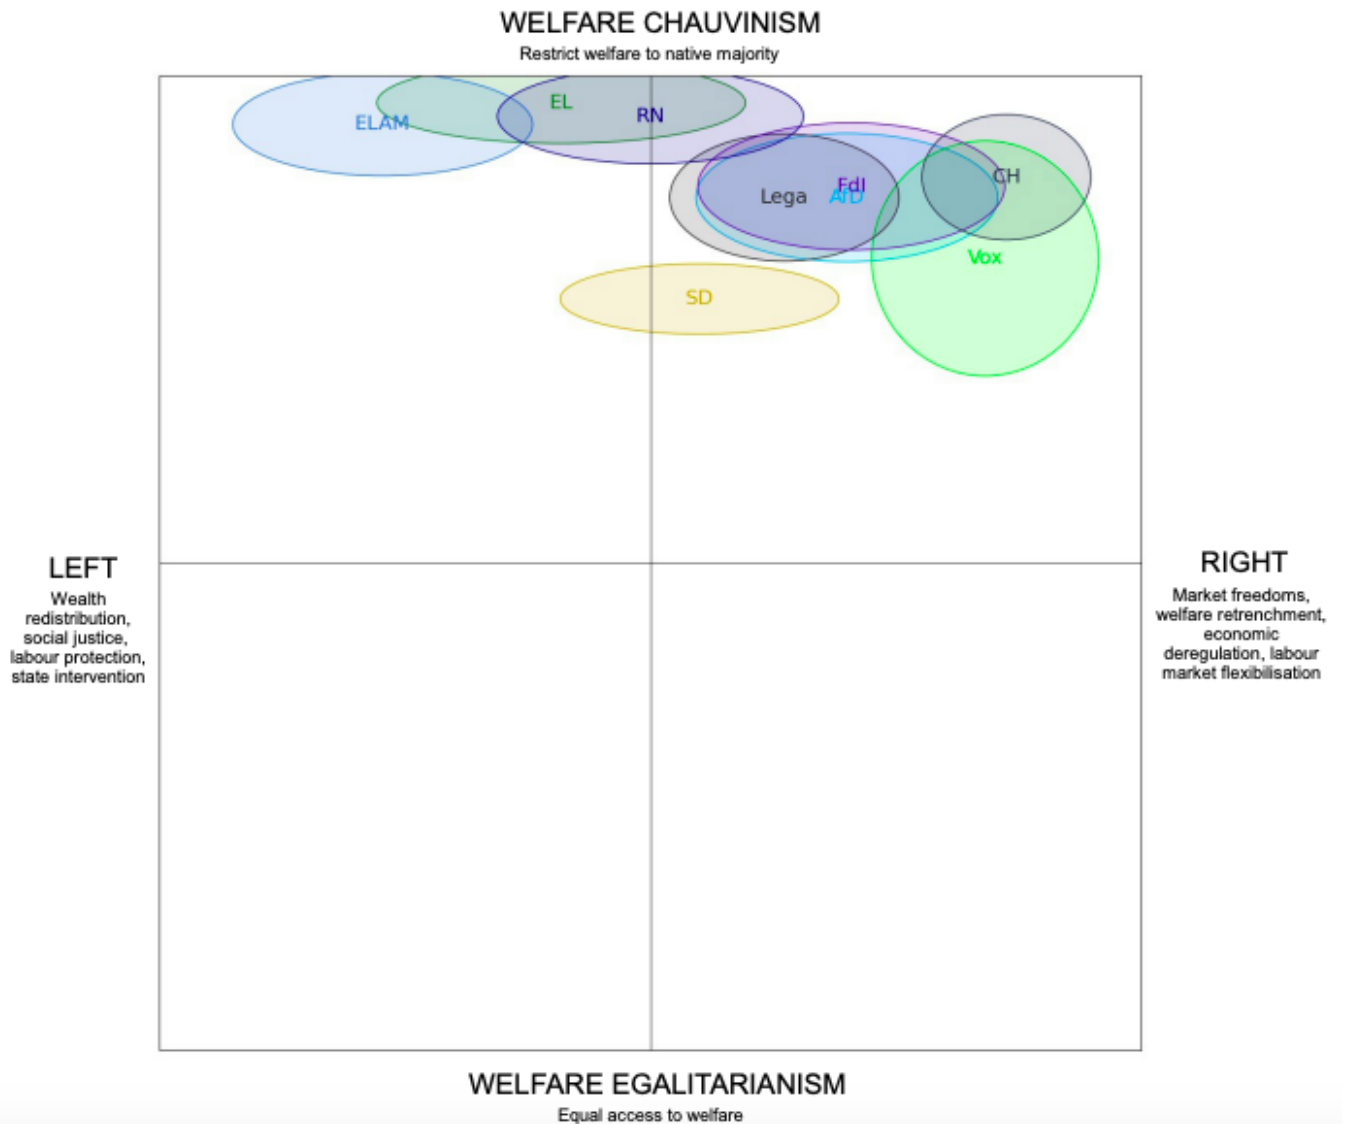 WELFARE CHAUVINISM
Restrict welfare to native majority
EL
RN
ELAM
CH
FdI
Lega
AfD
Vox
SD
LEFT
Wealth
redistribution,
social justice,
labour protection,
state intervention
RIGHT
Market freedoms,
welfare retrenchment,
economic
deregulation, labour
market flexibilisation
WELFARE EGALITARIANISM
Equal access to welfare